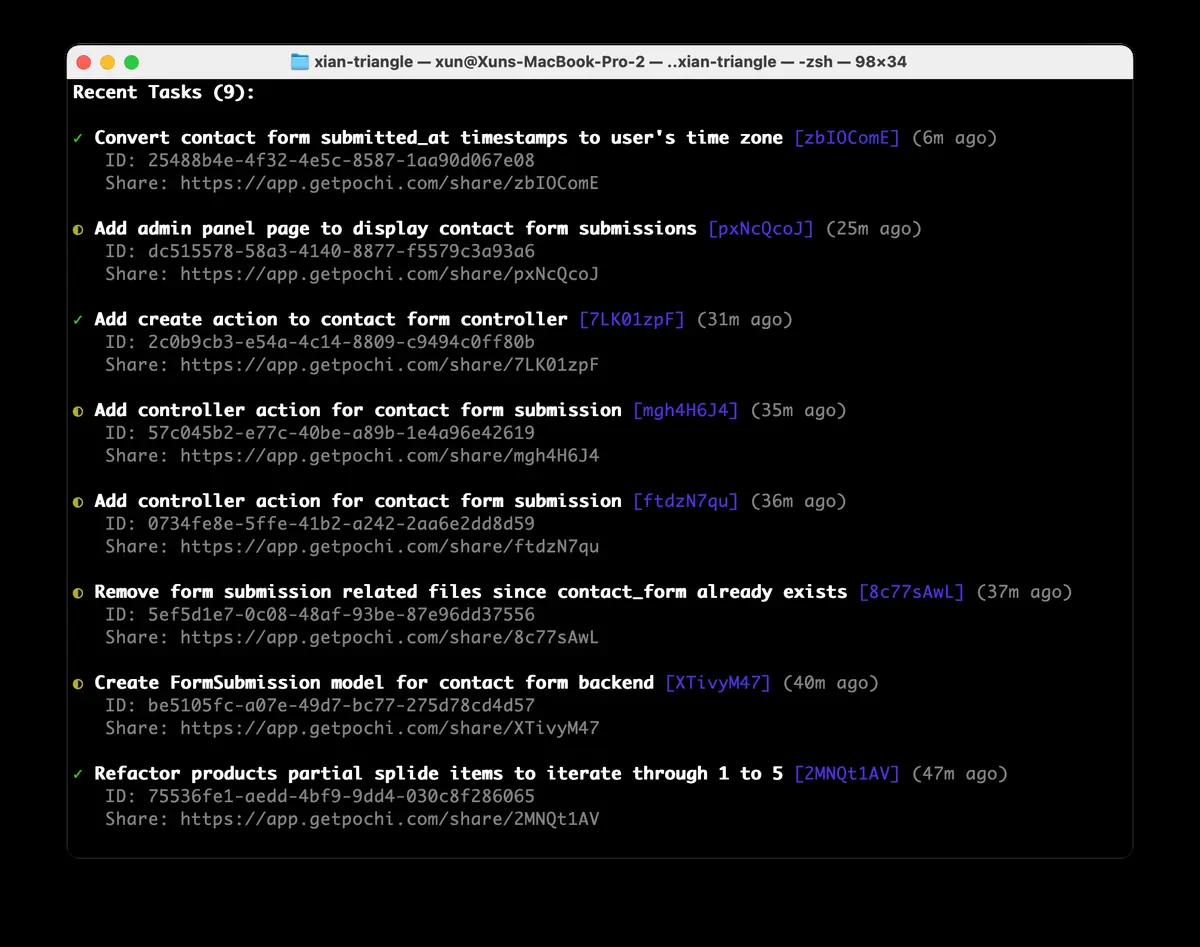 xian-triangle — xun@Xuns-MacBook-Pro-2 — ..xian-triangle — -zsh — 98×34
Recent Tasks (9):
✓ Convert contact form submitted_at timestamps to user's time zone [zbIOComE] (6m ago)
ID: 25488b4e-4f32-4e5c-8587-1aa90d067e08
Share: https://app.getpochi.com/share/zbIOComE
◐ Add admin panel page to display contact form submissions [pxNcQcoJ] (25m ago)
ID: dc515578-58a3-4140-8877-f5579c3a93a6
Share: https://app.getpochi.com/share/pxNcQcoJ
✓ Add create action to contact form controller [7LK01zpF] (31m ago)
ID: 2c0b9cb3-e54a-4c14-8809-c9494c0ff80b
Share: https://app.getpochi.com/share/7LK01zpF
◐ Add controller action for contact form submission [mgh4H6J4] (35m ago)
ID: 57c045b2-e77c-40be-a89b-1e4a96e42619
Share: https://app.getpochi.com/share/mgh4H6J4
◐ Add controller action for contact form submission [ftdzN7qu] (36m ago)
ID: 0734fe8e-5ffe-41b2-a242-2aa6e2dd8d59
Share: https://app.getpochi.com/share/ftdzN7qu
◐ Remove form submission related files since contact_form already exists [8c77sAwL] (37m ago)
ID: 5ef5d1e7-0c08-48af-93be-87e96dd37556
Share: https://app.getpochi.com/share/8c77sAwL
◐ Create FormSubmission model for contact form backend [XTivyM47] (40m ago)
ID: be5105fc-a07e-49d7-bc77-275d78cd4d57
Share: https://app.getpochi.com/share/XTivyM47
✓ Refactor products partial splide items to iterate through 1 to 5 [2MNQt1AV] (47m ago)
ID: 75536fe1-aedd-4bf9-9dd4-030c8f286065
Share: https://app.getpochi.com/share/2MNQt1AV